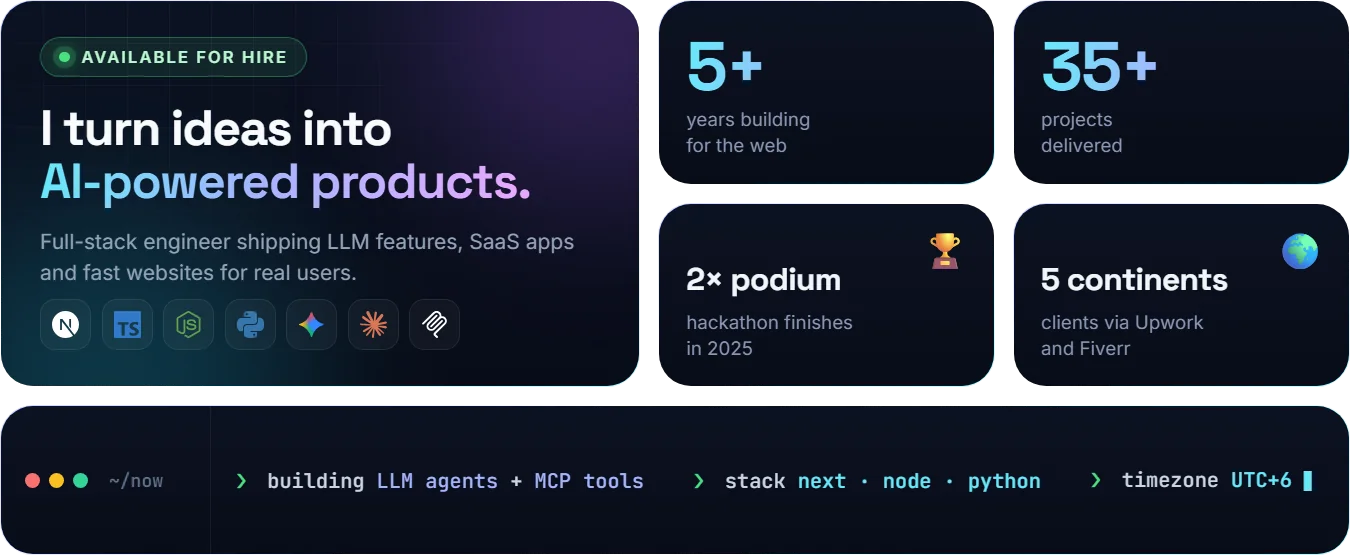 AVAILABLE FOR HIRE
I turn ideas into
AI-powered products.
Full-stack engineer shipping LLM features, SaaS apps
and fast websites for real users.
N
TS
JS
5+
years building
for the web
35+
projects
delivered
2× podium
hackathon finishes
in 2025
5 continents
clients via Upwork
and Fiverr
~/now
❯ building LLM agents + MCP tools
❯ stack next · node · python
❯ timezone UTC+6